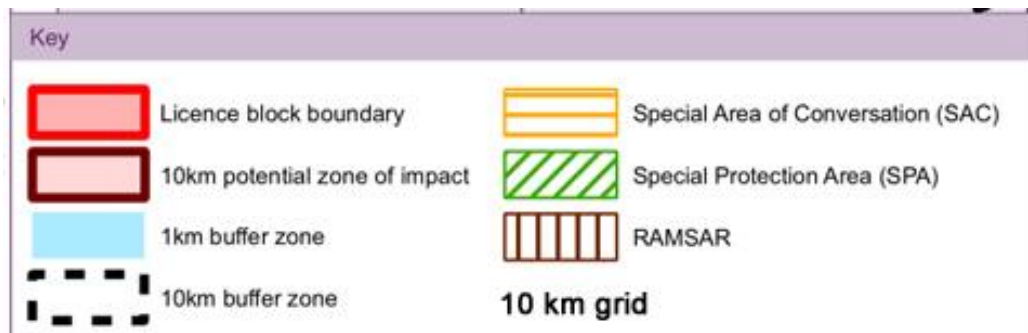 Key
Licence block boundary
10km potential zone of impact
1km buffer zone
10km buffer zone
Special Area of Conversation (SAC)
Special Protection Area (SPA)
RAMSAR
10 km grid